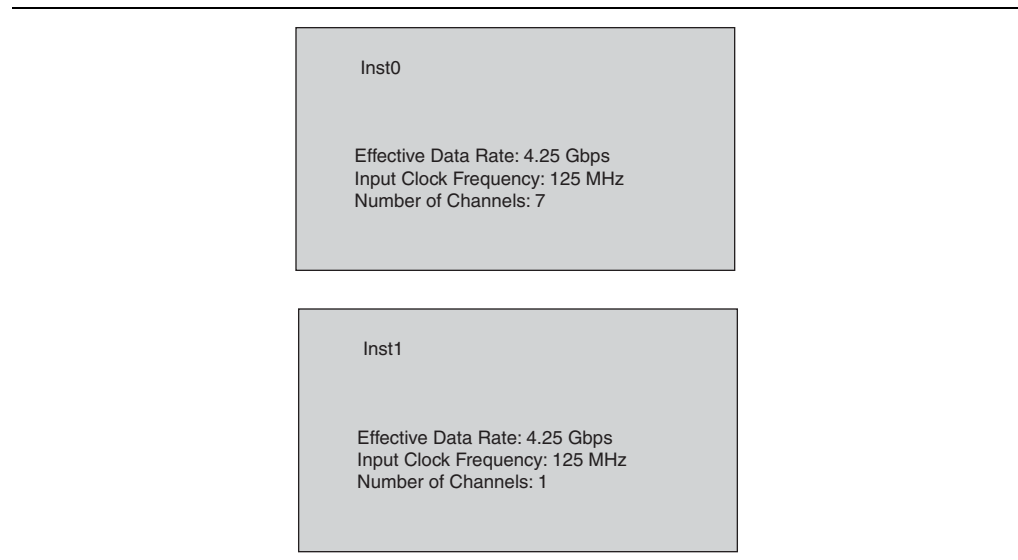 Inst0
Effective Data Rate: 4.25 Gbps
Input Clock Frequency: 125 MHz
Number of Channels: 7
Inst1
Effective Data Rate: 4.25 Gbps
Input Clock Frequency: 125 MHz
Number of Channels: 1